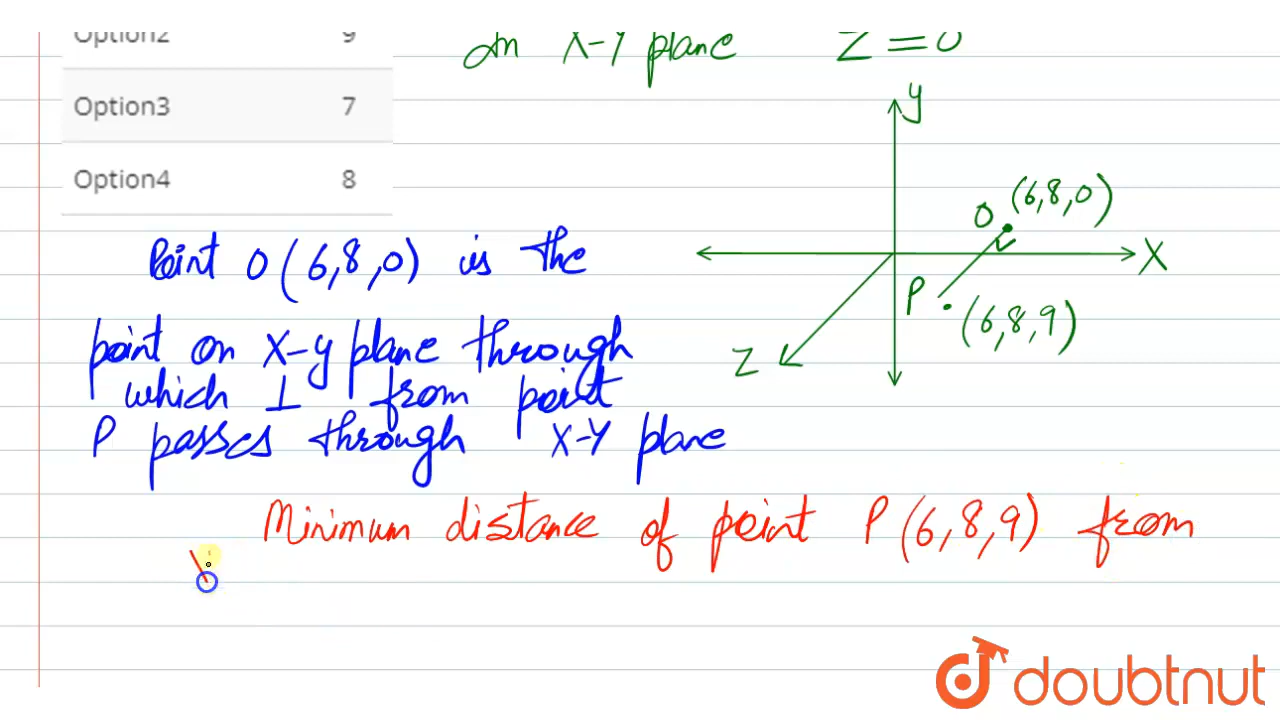 Option2 9
On X-Y plane Z=0
Option3 7
Option4 8
y
O (6,8,0)
X
P (6,8,9)
Z
Point O (6,8,0) is the
point on X-y plane through
which ⊥ from point
P passes through X-Y plane
Minimum distance of point P (6,8,9) from
doubtnut